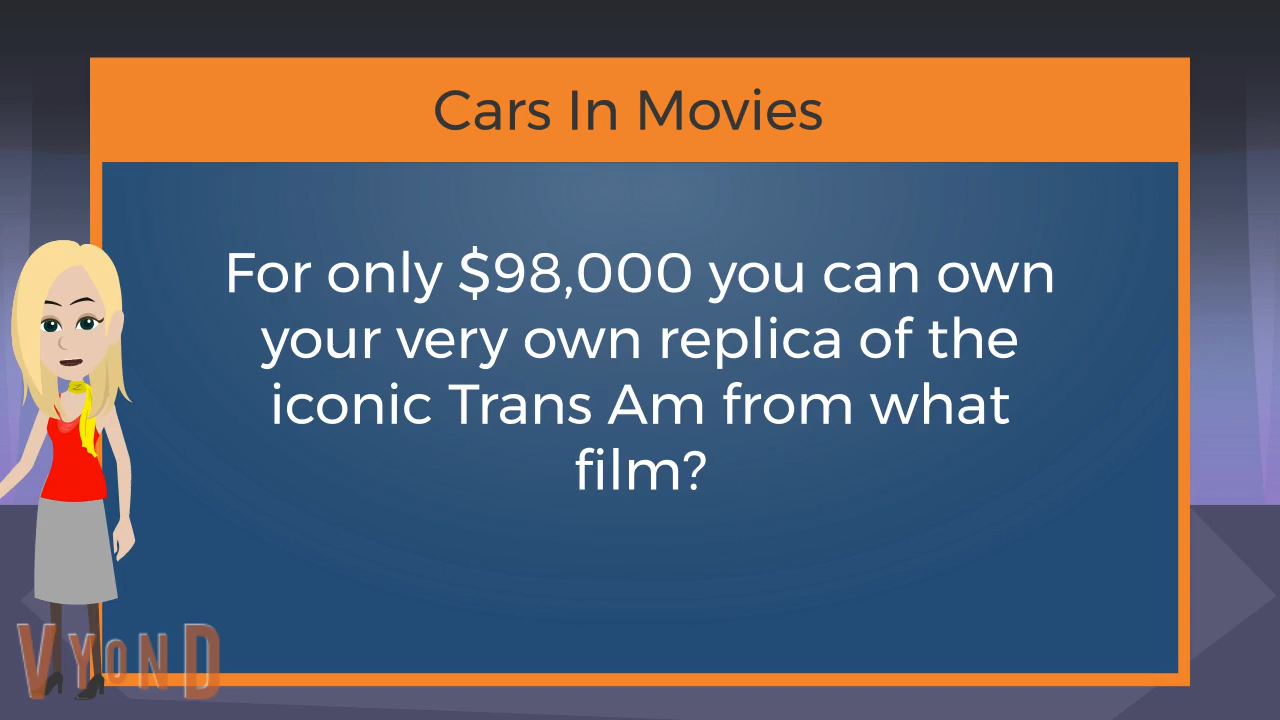 Cars In Movies
For only $98,000 you can own
your very own replica of the
iconic Trans Am from what
film?
VYOND